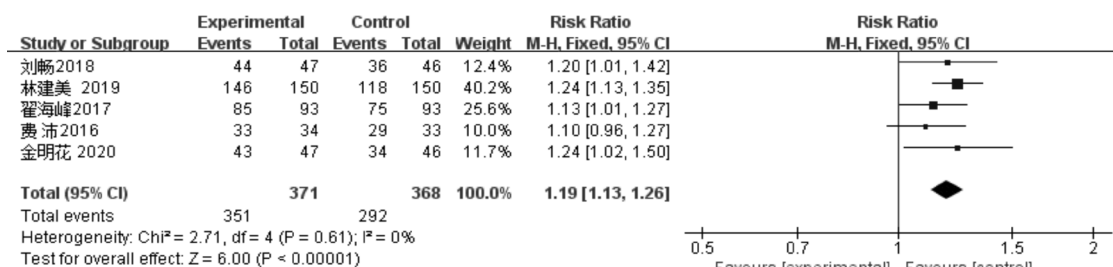 Experimental Control Risk Ratio Risk Ratio
Study or Subgroup Events Total Events Total Weight M-H, Fixed, 95% CI M-H, Fixed, 95% CI
刘畅2018 44 47 36 46 12.4% 1.20 [1.01, 1.42]
林建美 2019 146 150 118 150 40.2% 1.24 [1.13, 1.35]
翟海峰2017 85 93 75 93 25.6% 1.13 [1.01, 1.27]
费 沛2016 33 34 29 33 10.0% 1.10 [0.96, 1.27]
金明花 2020 43 47 34 46 11.7% 1.24 [1.02, 1.50]
Total (95% CI) 371 368 100.0% 1.19 [1.13, 1.26]
Total events 351 292
Heterogeneity: Chi² = 2.71, df = 4 (P = 0.61); I² = 0%
Test for overall effect: Z = 6.00 (P < 0.00001)
0.5 0.7 1 1.5 2
Favours [experimental] Favours [control]